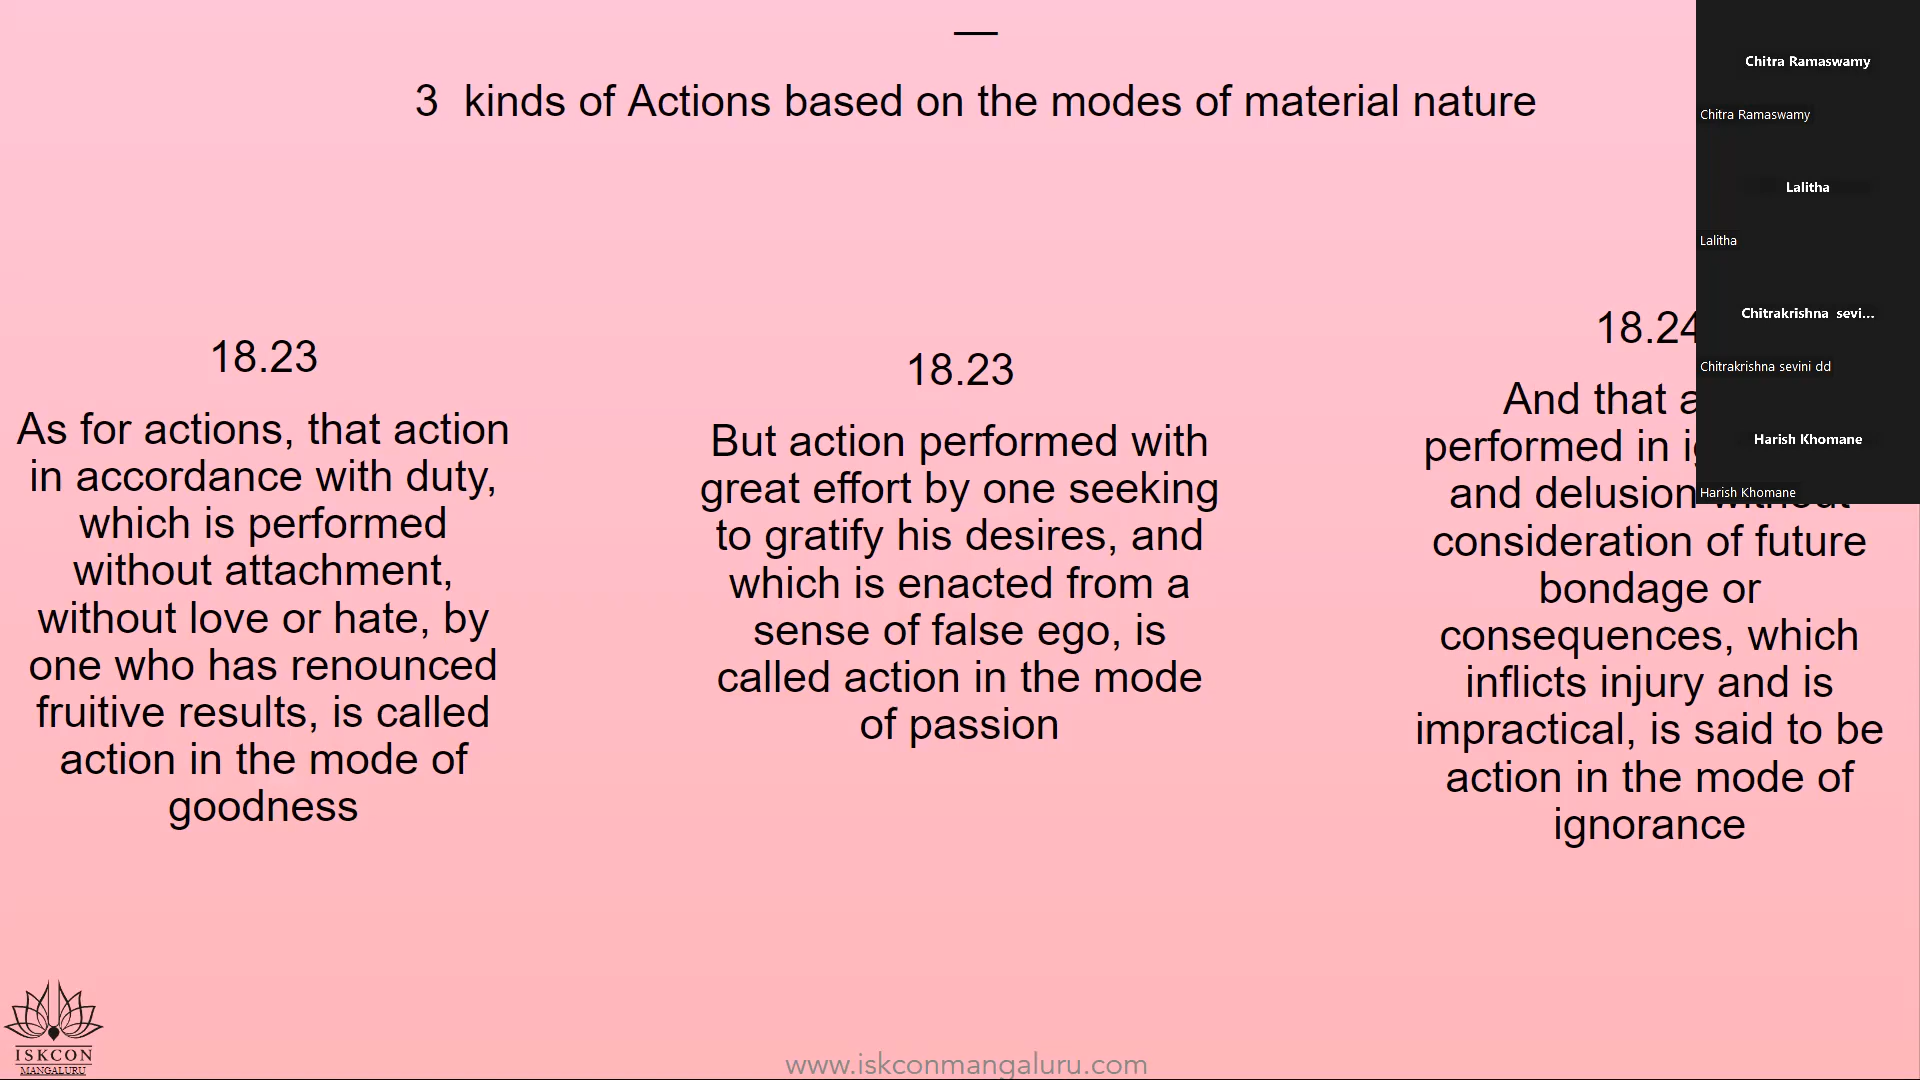 3 kinds of Actions based on the modes of material nature
18.23
As for actions, that action
in accordance with duty,
which is performed
without attachment,
without love or hate, by
one who has renounced
fruitive results, is called
action in the mode of
goodness
18.23
But action performed with
great effort by one seeking
to gratify his desires, and
which is enacted from a
sense of false ego, is
called action in the mode
of passion
18.24
And that
performed in
and delusion without
consideration of future
bondage or
consequences, which
inflicts injury and is
impractical, is said to be
action in the mode of
ignorance
Chitra Ramaswamy
Chitra Ramaswamy
Lalitha
Lalitha
Chitrakrishna sevi...
Chitrakrishna sevini dd
Harish Khomane
Harish Khomane
ISKCON
MANGALURU
www.iskconmangaluru.com